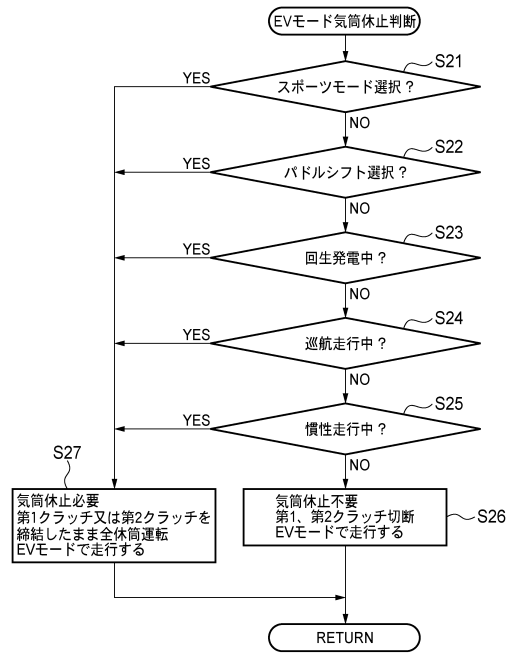 EVモード気筒休止判断
S21
スポーツモード選択？
YES
NO
S22
パドルシフト選択？
YES
NO
S23
回生発電中？
YES
NO
S24
巡航走行中？
YES
NO
S25
慣性走行中？
YES
NO
S27
気筒休止必要
第1クラッチ又は第2クラッチを
締結したまま全休筒運転
EVモードで走行する
気筒休止不要
第1、第2クラッチ切断
EVモードで走行する
S26
RETURN